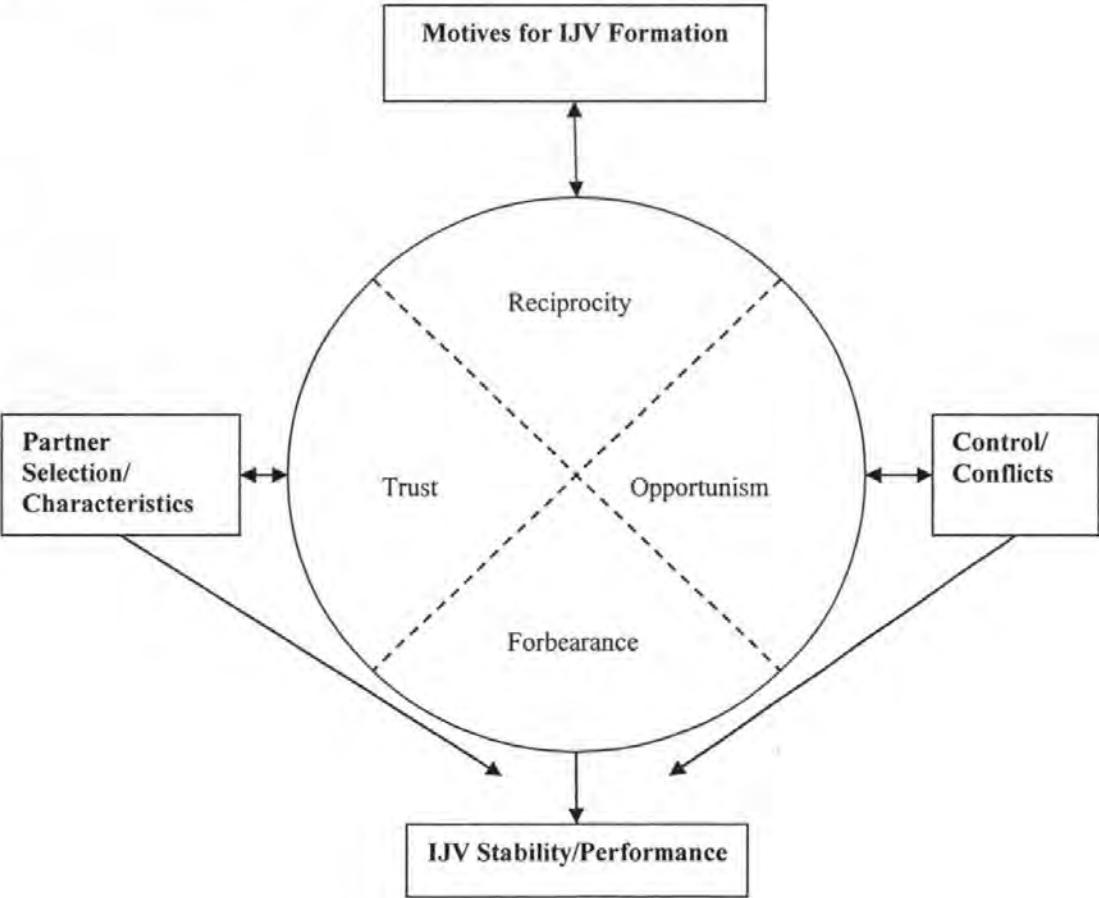 Motives for IJV Formation
Reciprocity
Partner
Selection/
Characteristics
Trust
Opportunism
Control/
Conflicts
Forbearance
IJV Stability/Performance